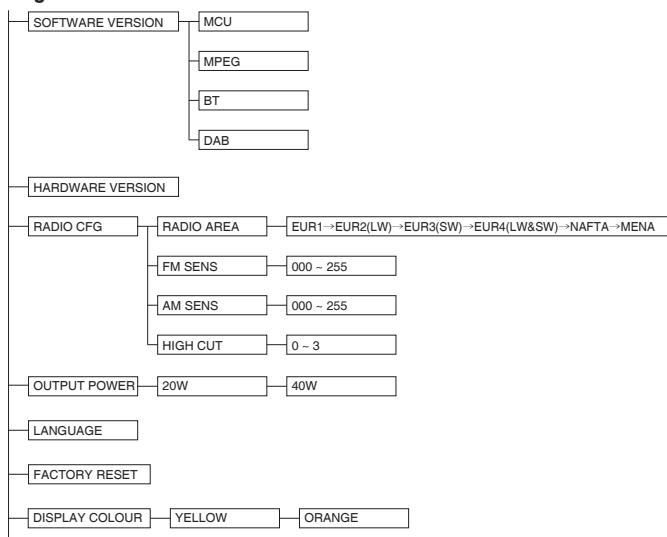 SOFTWARE VERSION MCU
MPEG
BT
DAB
HARDWARE VERSION
RADIO CFG RADIO AREA EUR1→EUR2(LW)→EUR3(SW)→EUR4(LW&SW)→NAFTA→MENA
FM SENS 000 ~ 255
AM SENS 000 ~ 255
HIGH CUT 0 ~ 3
OUTPUT POWER 20W 40W
LANGUAGE
FACTORY RESET
DISPLAY COLOUR YELLOW ORANGE